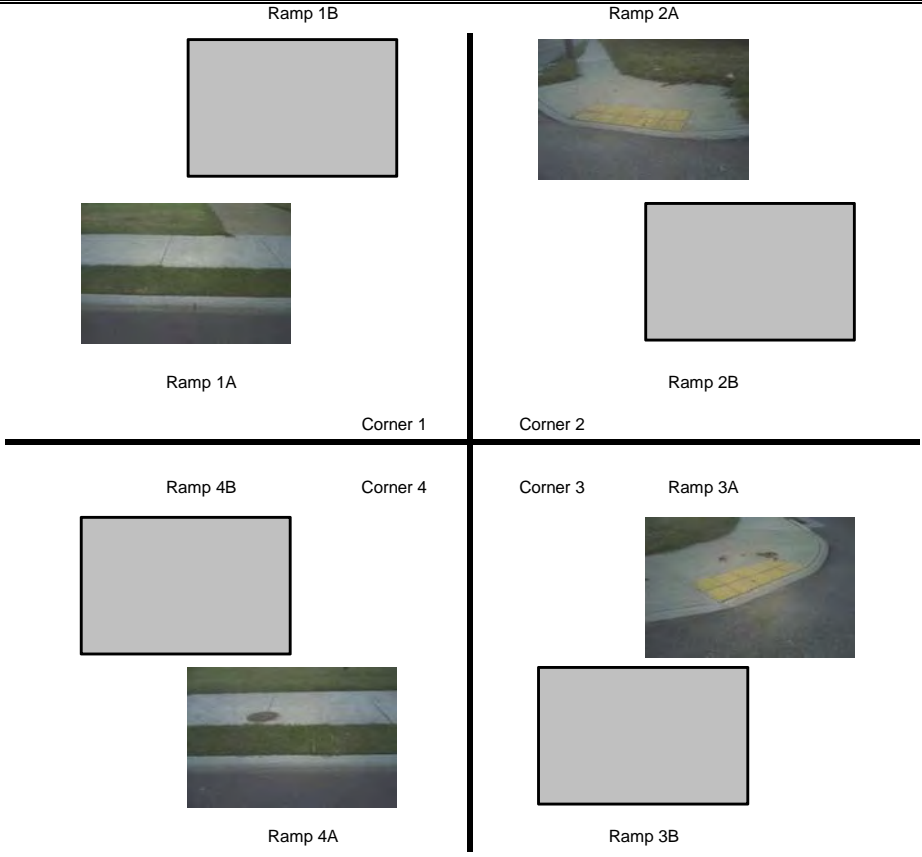 Ramp 1B
Ramp 2A
Ramp 1A
Ramp 2B
Corner 1
Corner 2
Ramp 4B
Corner 4
Corner 3
Ramp 3A
Ramp 4A
Ramp 3B